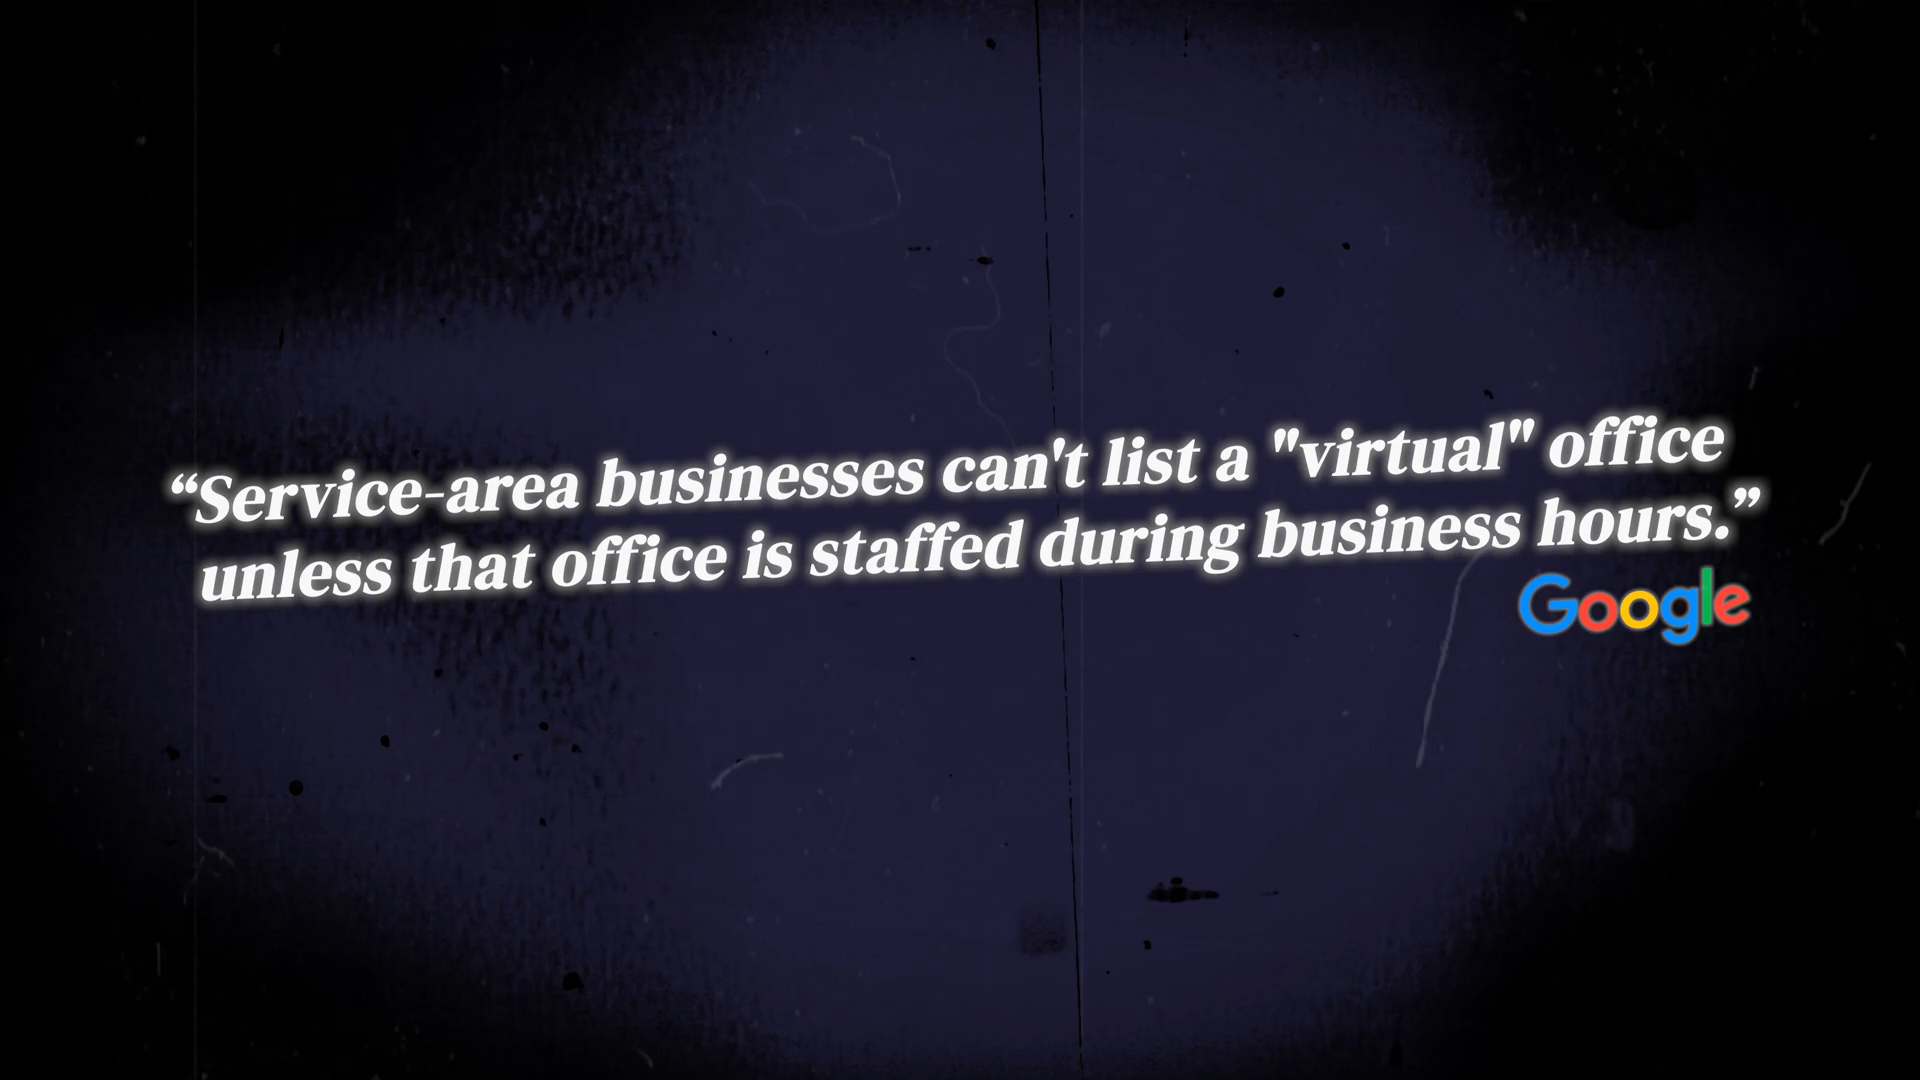 “Service-area businesses can't list a "virtual" office
unless that office is staffed during business hours.”
Google